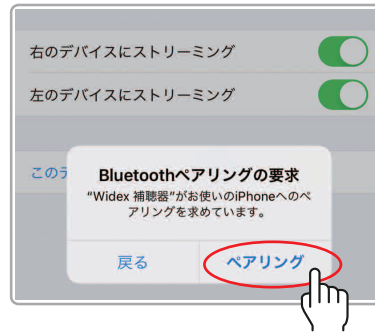 右のデバイスにストリーミング
左のデバイスにストリーミング
このデ
Bluetoothペアリングの要求
“Widex 補聴器”がお使いのiPhoneへのペ
アリングを求めています。
戻る
ペアリング